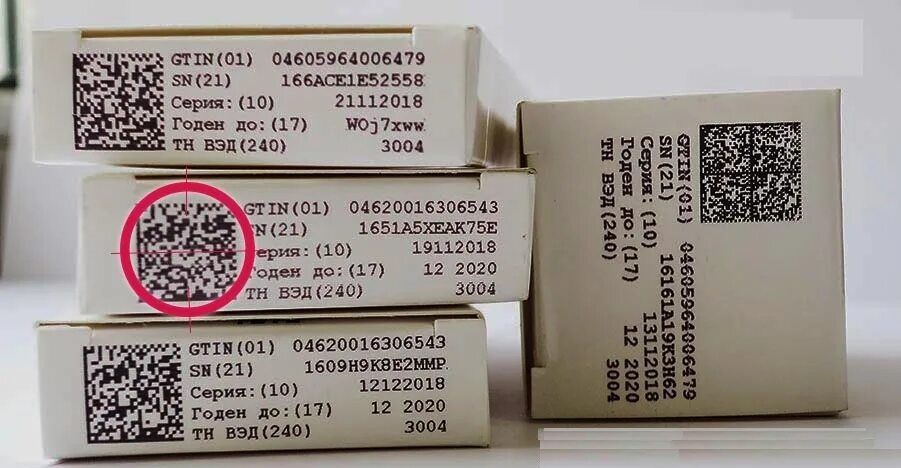 GTIN(01) 04605964006479
SN(21) 166ACE1E52558
Серия:(10) 21112018
Годен до:(17) W0j7xww
ТН ВЭД(240) 3004
GTIN(01) 04620016306543
SN(21) 1651A5XEAK75E
ерия:(10) 19112018
Годен до:(17) 12 2020
ТН ВЭД(240) 3004
GTIN(01) 04620016306543
SN(21) 1609H9K8E2MMP
Серия:(10) 12122018
Годен до:(17) 12 2020
ТН ВЭД(240) 3004
GTIN(01) 04605964006479
SN(21) 16161A19K3H62
Серия:(10) 13112018
Годен до:(17) 12 2020
ТН ВЭД(240) 3004